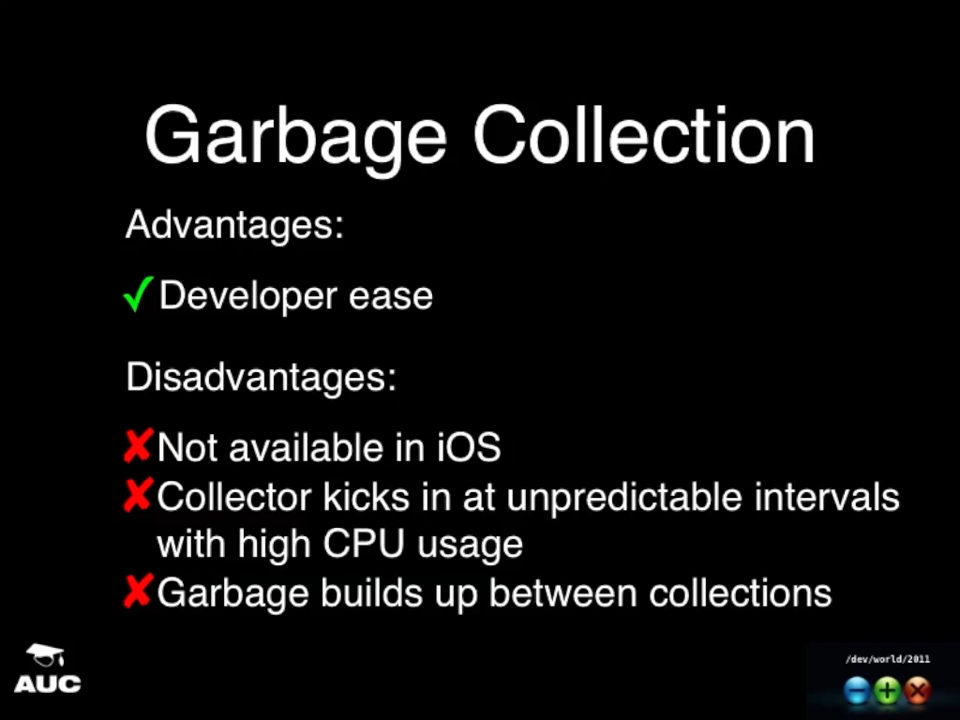 Garbage Collection
Advantages:
✓Developer ease
Disadvantages:
✘Not available in iOS
✘Collector kicks in at unpredictable intervals
with high CPU usage
✘Garbage builds up between collections
AUC
/dev/world/2011